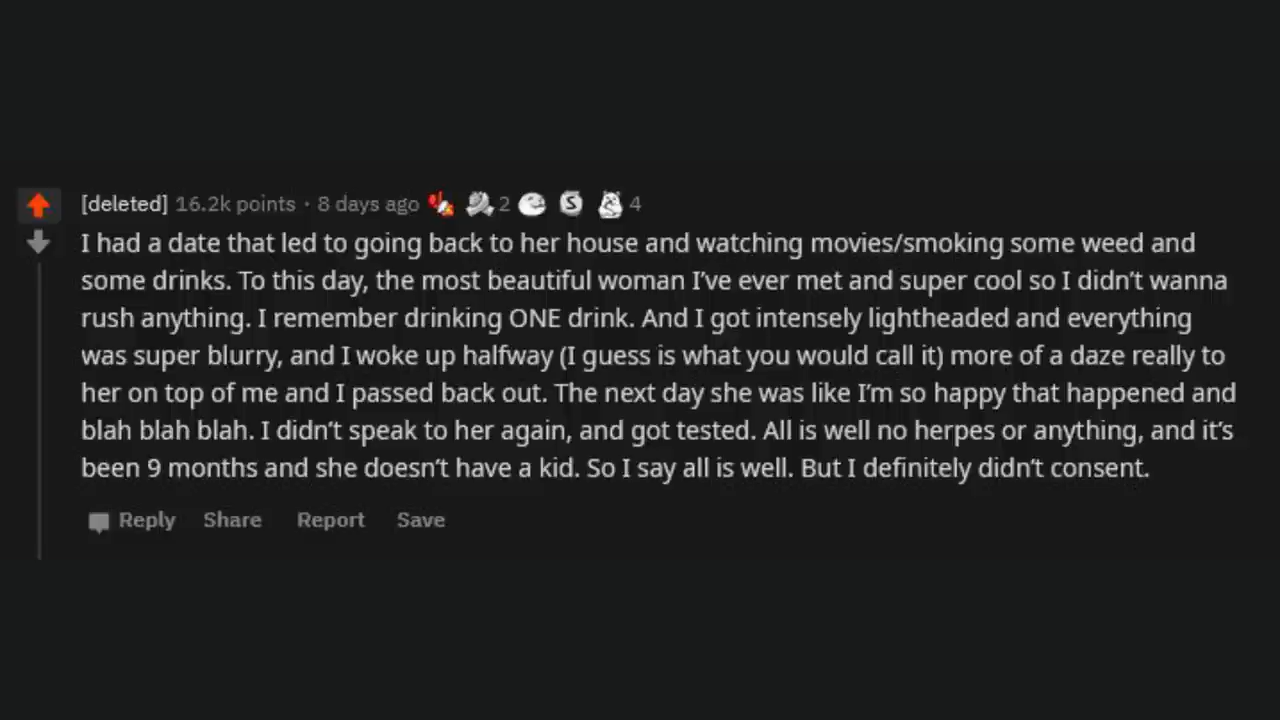 [deleted] 16.2k points · 8 days ago 2 S 4
I had a date that led to going back to her house and watching movies/smoking some weed and
some drinks. To this day, the most beautiful woman I’ve ever met and super cool so I didn’t wanna
rush anything. I remember drinking ONE drink. And I got intensely lightheaded and everything
was super blurry, and I woke up halfway (I guess is what you would call it) more of a daze really to
her on top of me and I passed back out. The next day she was like I’m so happy that happened and
blah blah blah. I didn’t speak to her again, and got tested. All is well no herpes or anything, and it’s
been 9 months and she doesn’t have a kid. So I say all is well. But I definitely didn’t consent.
Reply Share Report Save